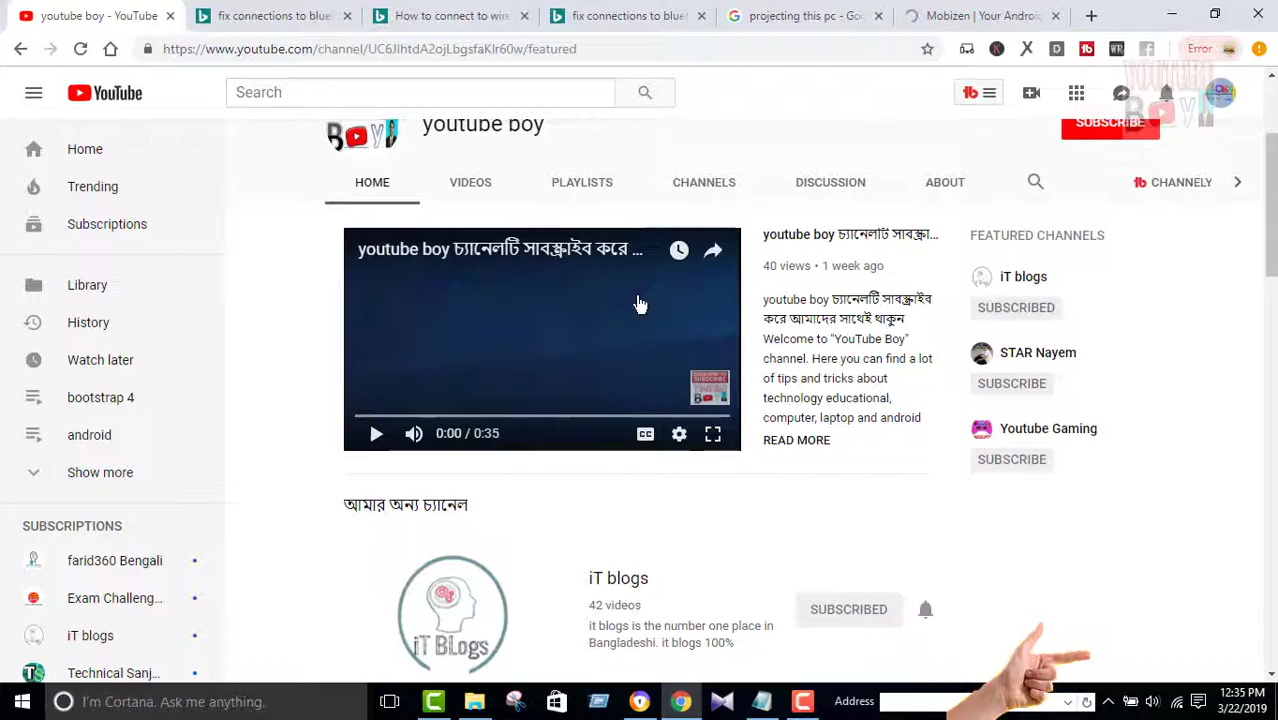 youtube boy - YouTube
fix connections to blue
How to connect to wire
fix connections to blue
projecting this pc - Goo
Mobizen | Your Android
https://www.youtube.com/channel/UC6JihtdA2ojLbgsfaKIr60w/featured
Error
YouTube
Search
YOUTUBE
BOY
BOY
youtube boy
SUBSCRIBE
HOME
VIDEOS
PLAYLISTS
CHANNELS
DISCUSSION
ABOUT
CHANNELY
Home
Trending
Subscriptions
Library
History
Watch later
bootstrap 4
android
Show more
SUBSCRIPTIONS
farid360 Bengali
Exam Challeng...
iT blogs
Technical Sanj...
youtube boy চ্যানেলটি সাবস্ক্রাইব করে ...
0:00 / 0:35
youtube boy চ্যানেলটি সাবস্ক্রা...
40 views • 1 week ago
youtube boy চ্যানেলটি সাবস্ক্রাইব
করে আমাদের সাথেই থাকুন
Welcome to "YouTube Boy"
channel. Here you can find a lot
of tips and tricks about
technology educational,
computer, laptop and android
READ MORE
FEATURED CHANNELS
iT blogs
SUBSCRIBED
STAR Nayem
SUBSCRIBE
Youtube Gaming
SUBSCRIBE
আমার অন্য চ্যানেল
iT BLogs
iT blogs
42 videos
it blogs is the number one place in
Bangladeshi. it blogs 100%
SUBSCRIBED
I'm Cortana. Ask me anything.
Address
12:35 PM
3/22/2019